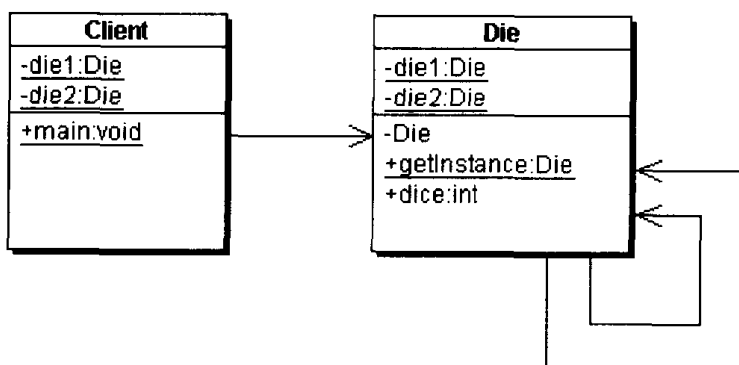 Client
-die1:Die
-die2:Die
+main:void
Die
-die1:Die
-die2:Die
-Die
+getInstance:Die
+dice:int